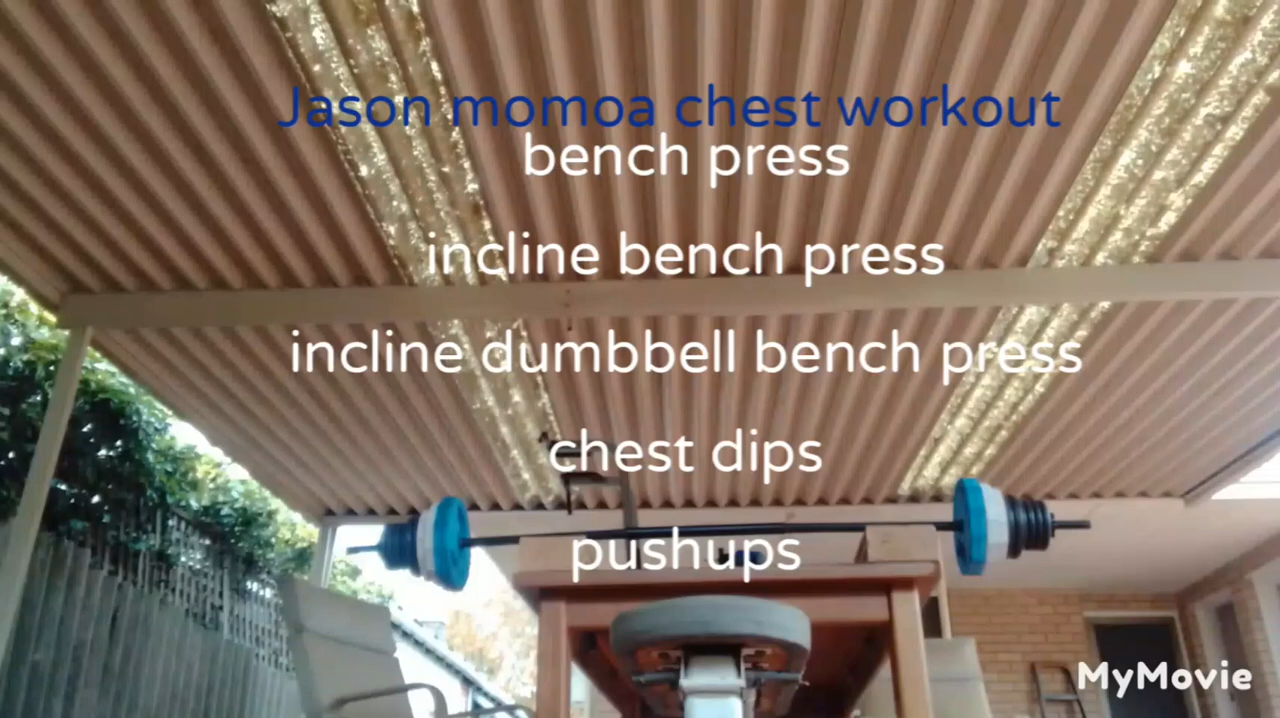 Jason momoa chest workout
bench press
incline bench press
incline dumbbell bench press
chest dips
pushups
MyMovie